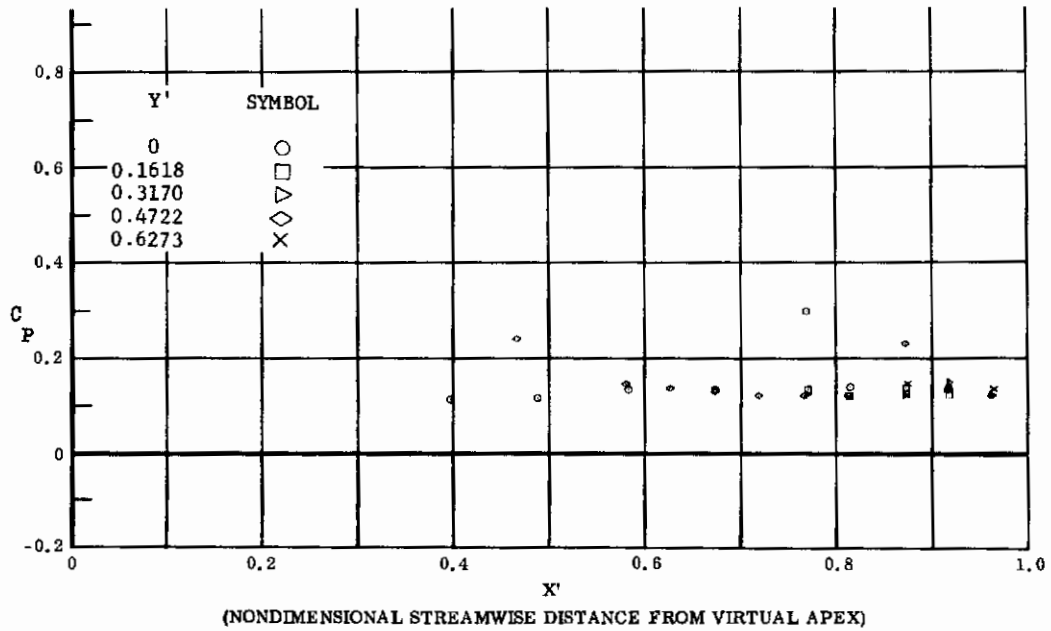 0.8
Y' SYMBOL
0
0.6
0.1618
0.3170
0.4722
0.6273
0.4
C
P
0.2
0
-0.2
0 0.2 0.4 0.6 0.8 1.0
X'
(NONDIMENSIONAL STREAMWISE DISTANCE FROM VIRTUAL APEX)